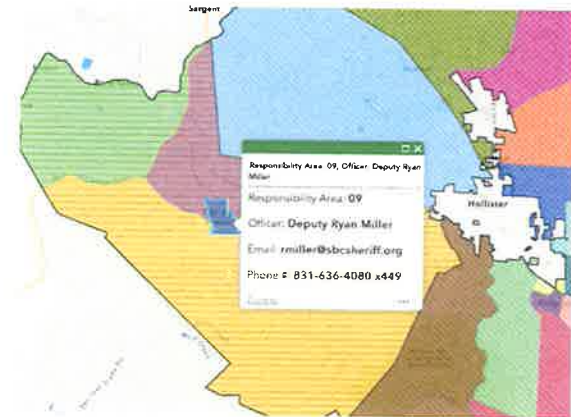 Sargent
Responsibility Area: 09, Officer: Deputy Ryan
Miller
Responsibility Area: 09
Officer: Deputy Ryan Miller
Hollister
Email: rmiller@sbcsheriff.org
Phone #: 831-636-4080 x449